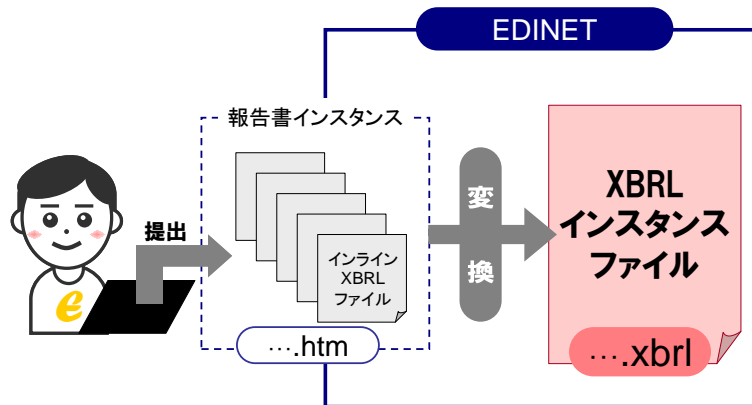 EDINET
報告書インスタンス
提出
e
インライン
XBRL
ファイル
….htm
変
換
XBRL
インスタンス
ファイル
….xbrl